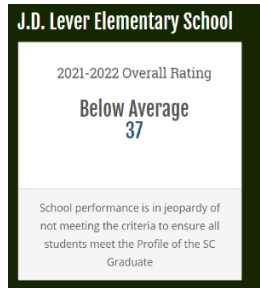 J.D. Lever Elementary School
2021-2022 Overall Rating
Below Average
37
School performance is in jeopardy of
not meeting the criteria to ensure all
students meet the Profile of the SC
Graduate